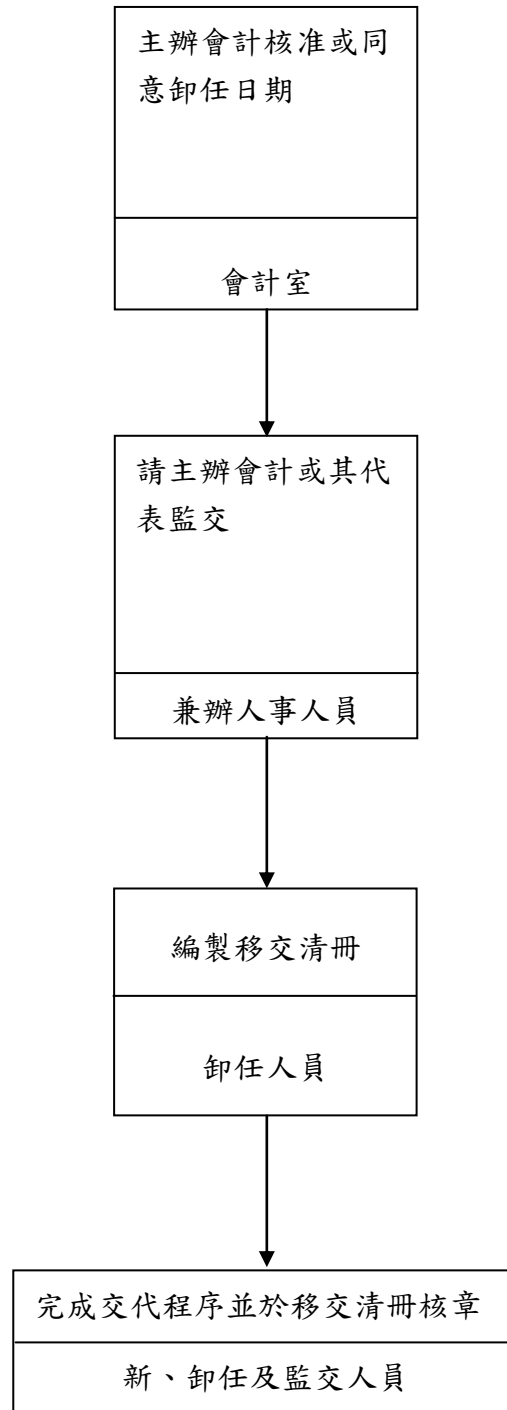 主辦會計核准或同
意卸任日期
會計室
請主辦會計或其代
表監交
兼辦人事人員
編製移交清冊
卸任人員
完成交代程序並於移交清冊核章
新、卸任及監交人員